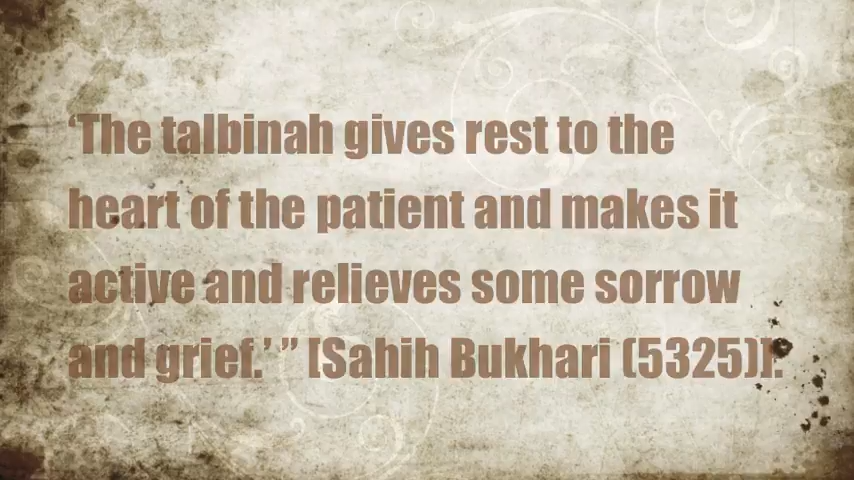 ‘The talbinah gives rest to the
heart of the patient and makes it
active and relieves some sorrow
and grief.’ ” [Sahih Bukhari (5325)].